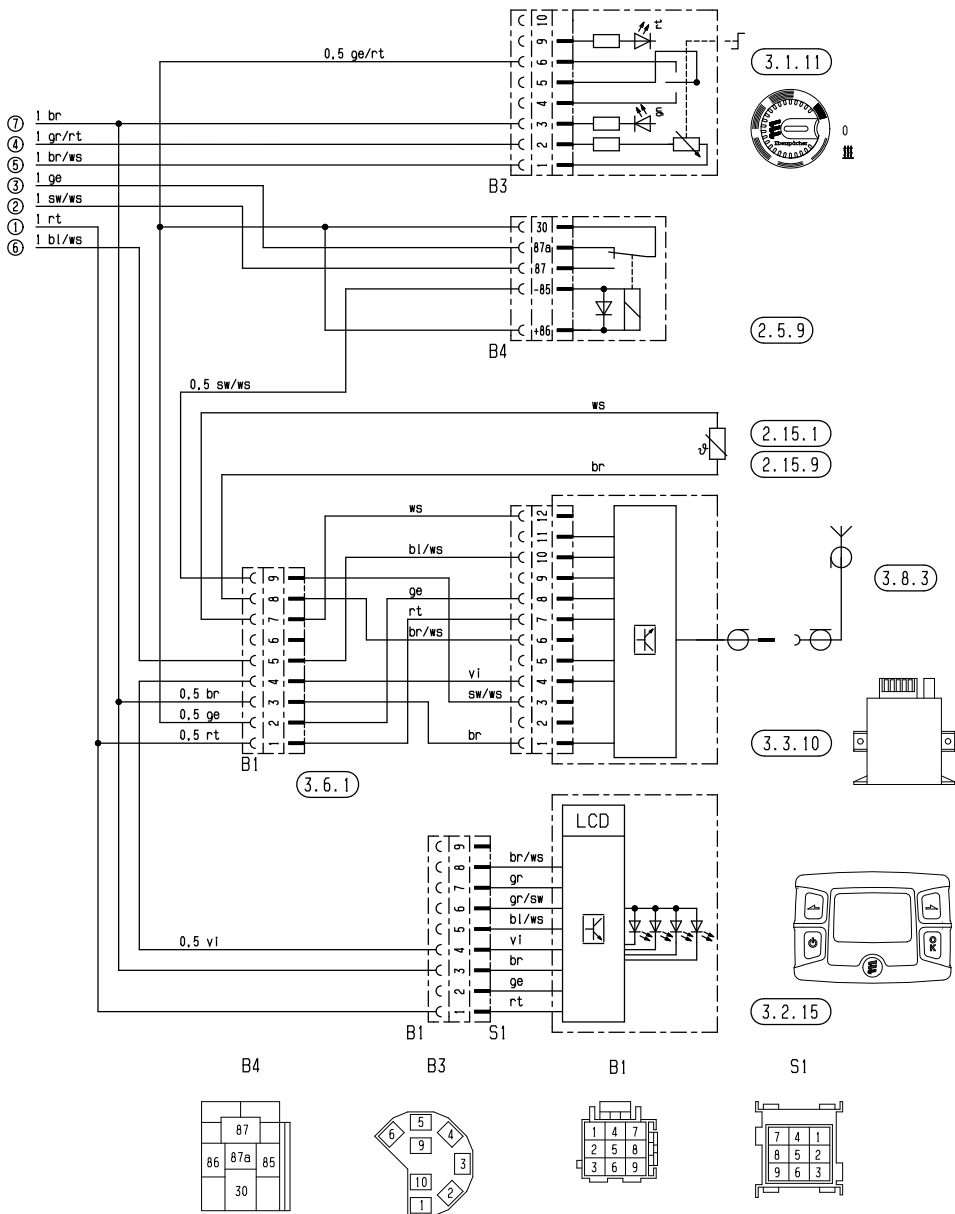 10
9
rt
0,5 ge/rt
6
3.1.11
5
4
gn
7 1 br
3
4 1 gr/rt
2
Eberspächer
0
5 1 br/ws
1
B3
3 1 ge
2 1 sw/ws
1 1 rt
6 1 bl/ws
30
87a
87
-85
+86
B4
2.5.9
0,5 sw/ws
ws
2.15.1
br
2.15.9
ws
12
11
bl/ws
10
9
ge
8
rt
7
br/ws
6
5
vi
4
sw/ws
3
2
br
1
9
8
7
6
5
4
0,5 br
3
0,5 ge
2
0,5 rt
1
B1
3.6.1
3.8.3
3.3.10
LCD
9
br/ws
8
gr
7
gr/sw
6
bl/ws
5
0,5 vi
vi
4
br
3
ge
2
rt
1
B1
S1
OK
3.2.15
B4
B3
B1
S1
87
86 87a 85
30
5
6 4
9
3
10
2
1
1 4 7
2 5 8
3 6 9
7 4 1
8 5 2
9 6 3